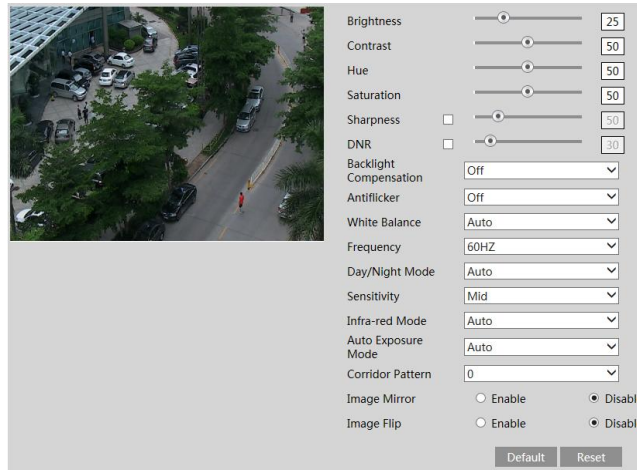 Brightness 25
Contrast 50
Hue 50
Saturation 50
Sharpness 50
DNR 30
Backlight
Compensation Off
Antiflicker Off
White Balance Auto
Frequency 60HZ
Day/Night Mode Auto
Sensitivity Mid
Infra-red Mode Auto
Auto Exposure
Mode Auto
Corridor Pattern 0
Image Mirror Enable Disabl
Image Flip Enable Disabl
Default Reset